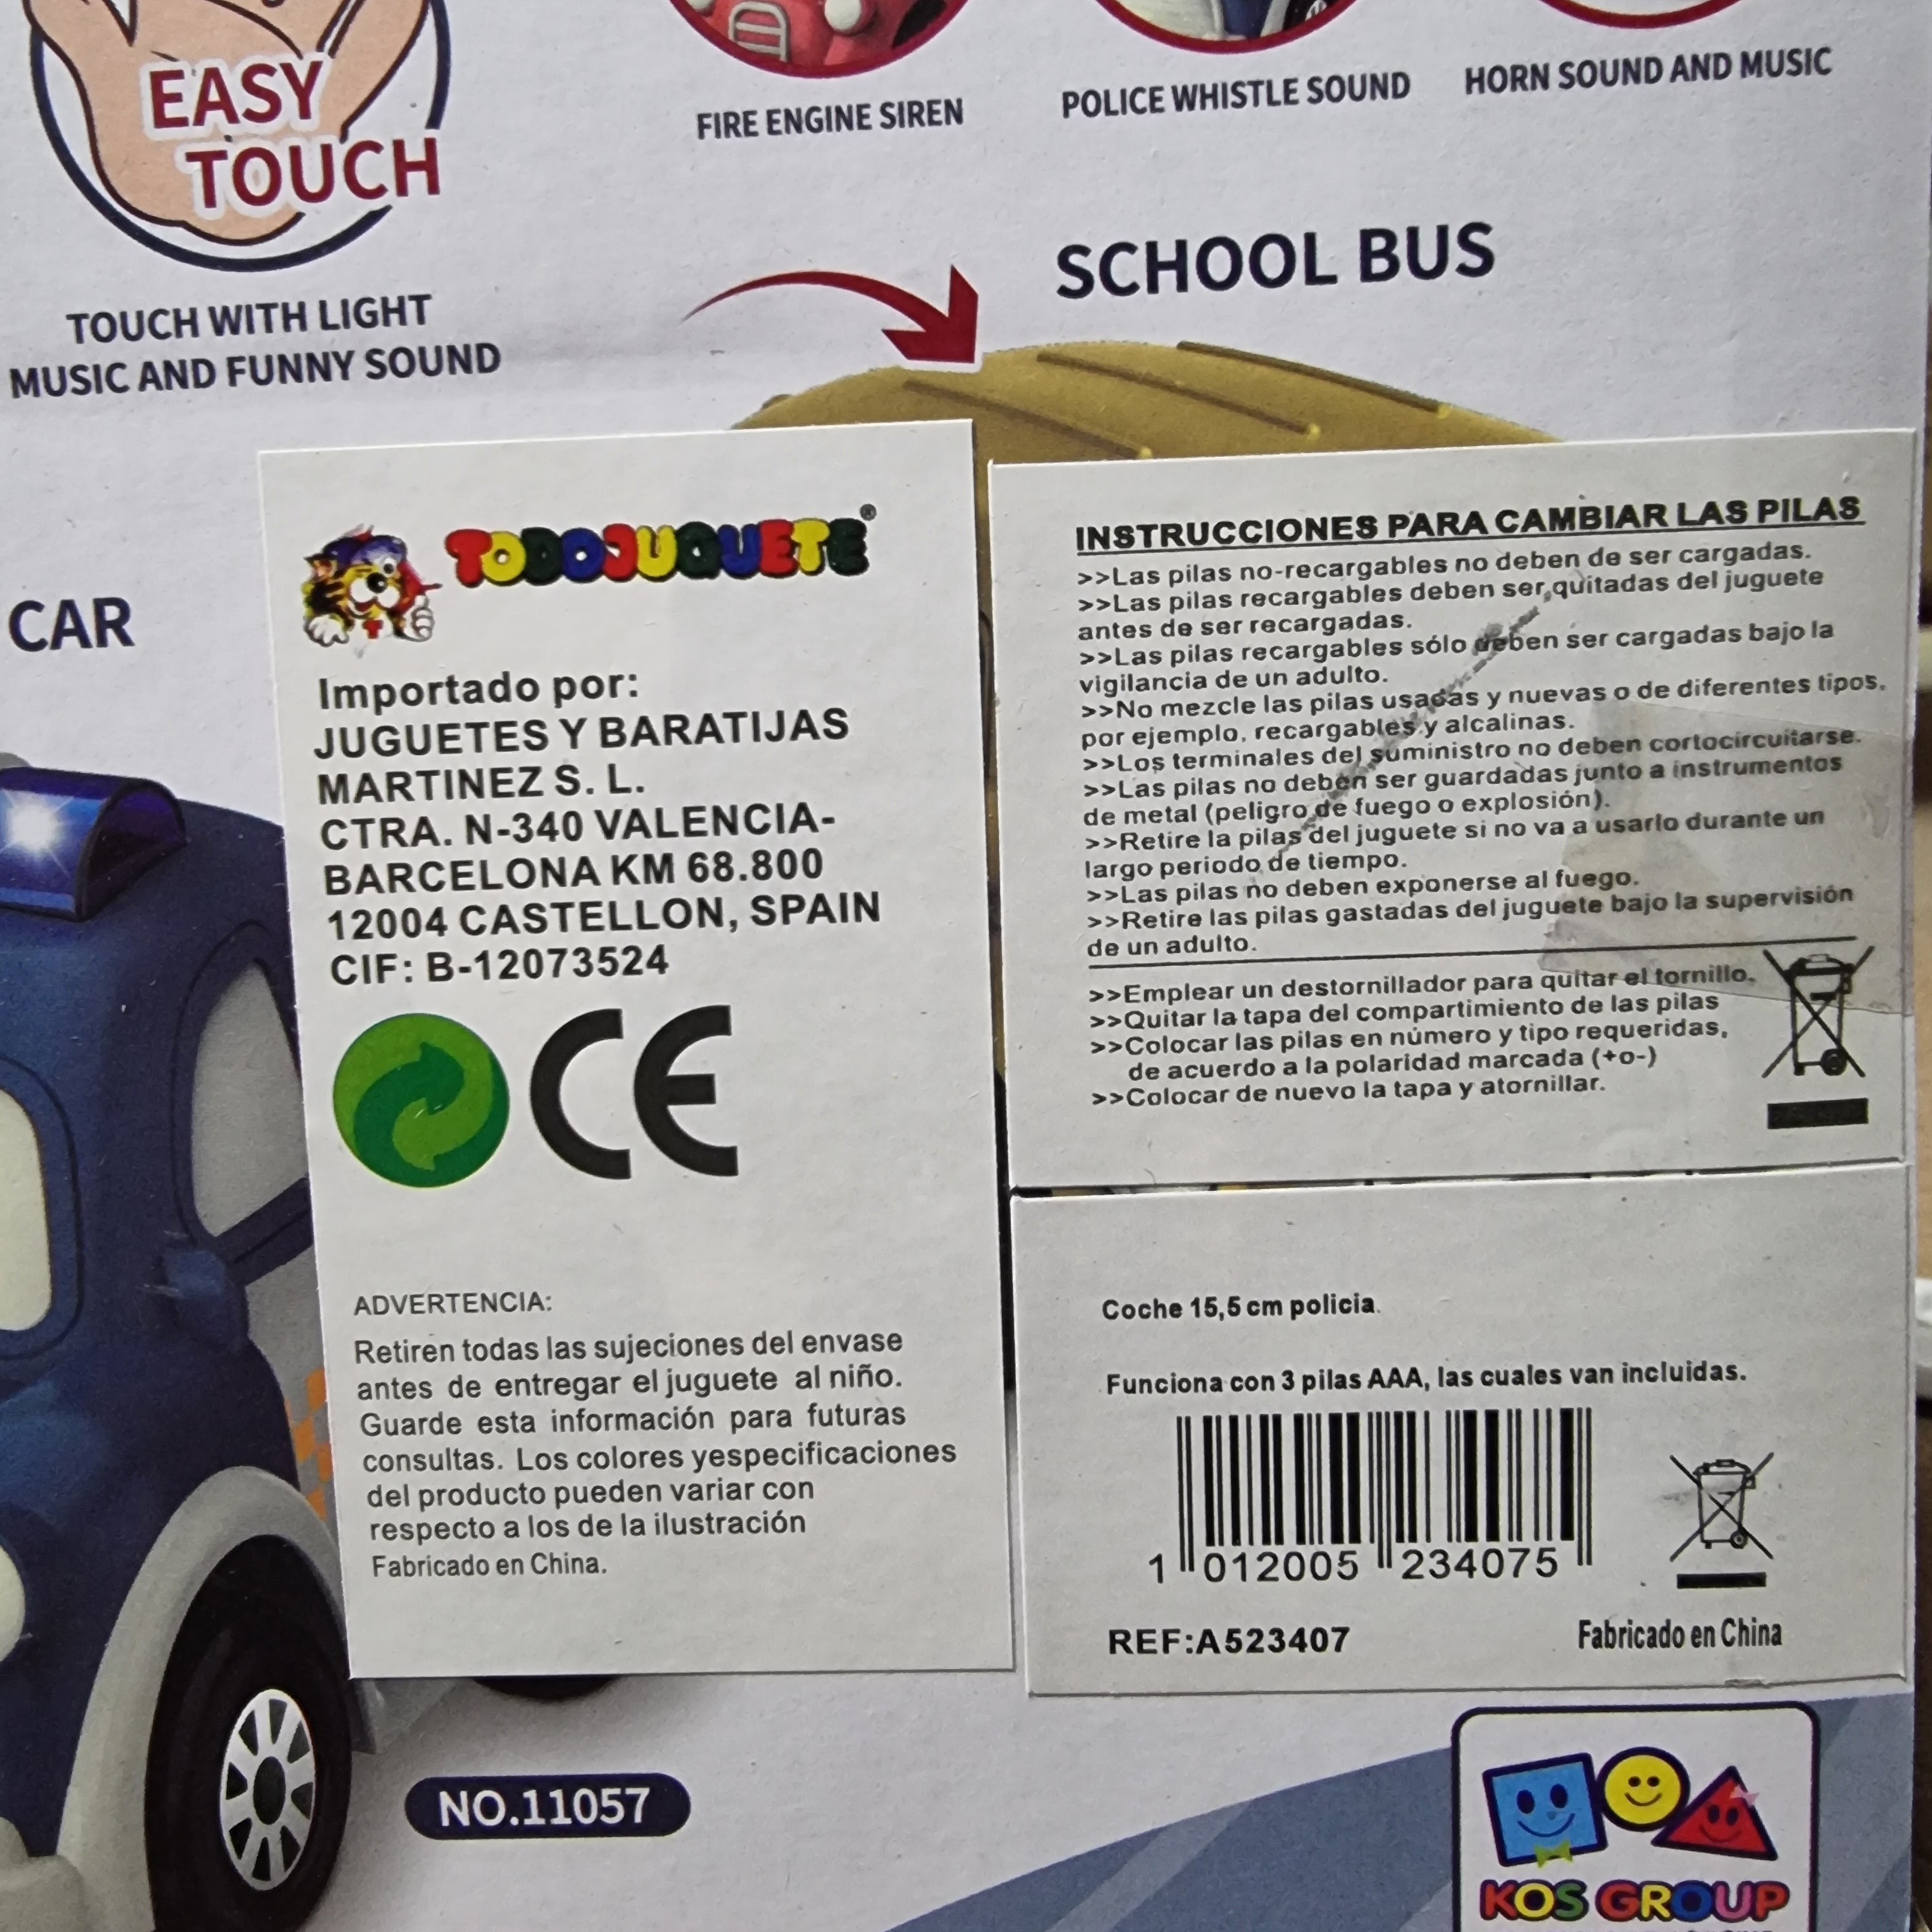 EASY
TOUCH
TOUCH WITH LIGHT
MUSIC AND FUNNY SOUND
FIRE ENGINE SIREN
POLICE WHISTLE SOUND
HORN SOUND AND MUSIC
SCHOOL BUS
CAR
TODOJUGUETE®
Importado por:
JUGUETES Y BARATIJAS
MARTINEZ S. L.
CTRA. N-340 VALENCIA-
BARCELONA KM 68.800
12004 CASTELLON, SPAIN
CIF: B-12073524
CE
ADVERTENCIA:
Retiren todas las sujeciones del envase
antes de entregar el juguete al niño.
Guarde esta información para futuras
consultas. Los colores yespecificaciones
del producto pueden variar con
respecto a los de la ilustración
Fabricado en China.
INSTRUCCIONES PARA CAMBIAR LAS PILAS
>>Las pilas no-recargables no deben de ser cargadas.
>>Las pilas recargables deben ser quitadas del juguete
antes de ser recargadas.
>>Las pilas recargables sólo deben ser cargadas bajo la
vigilancia de un adulto.
>>No mezcle las pilas usadas y nuevas o de diferentes tipos,
por ejemplo, recargables y alcalinas.
>>Los terminales del suministro no deben cortocircuitarse.
>>Las pilas no deben ser guardadas junto a instrumentos
de metal (peligro de fuego o explosión).
>>Retire la pilas del juguete si no va a usarlo durante un
largo periodo de tiempo.
>>Las pilas no deben exponerse al fuego.
>>Retire las pilas gastadas del juguete bajo la supervisión
de un adulto.
>>Emplear un destornillador para quitar el tornillo.
>>Quitar la tapa del compartimiento de las pilas
>>Colocar las pilas en número y tipo requeridas,
de acuerdo a la polaridad marcada (+o-)
>>Colocar de nuevo la tapa y atornillar.
Coche 15,5 cm policia.
Funciona con 3 pilas AAA, las cuales van incluidas.
1 012005 234075
REF:A523407
Fabricado en China
NO.11057
KOS GROUP